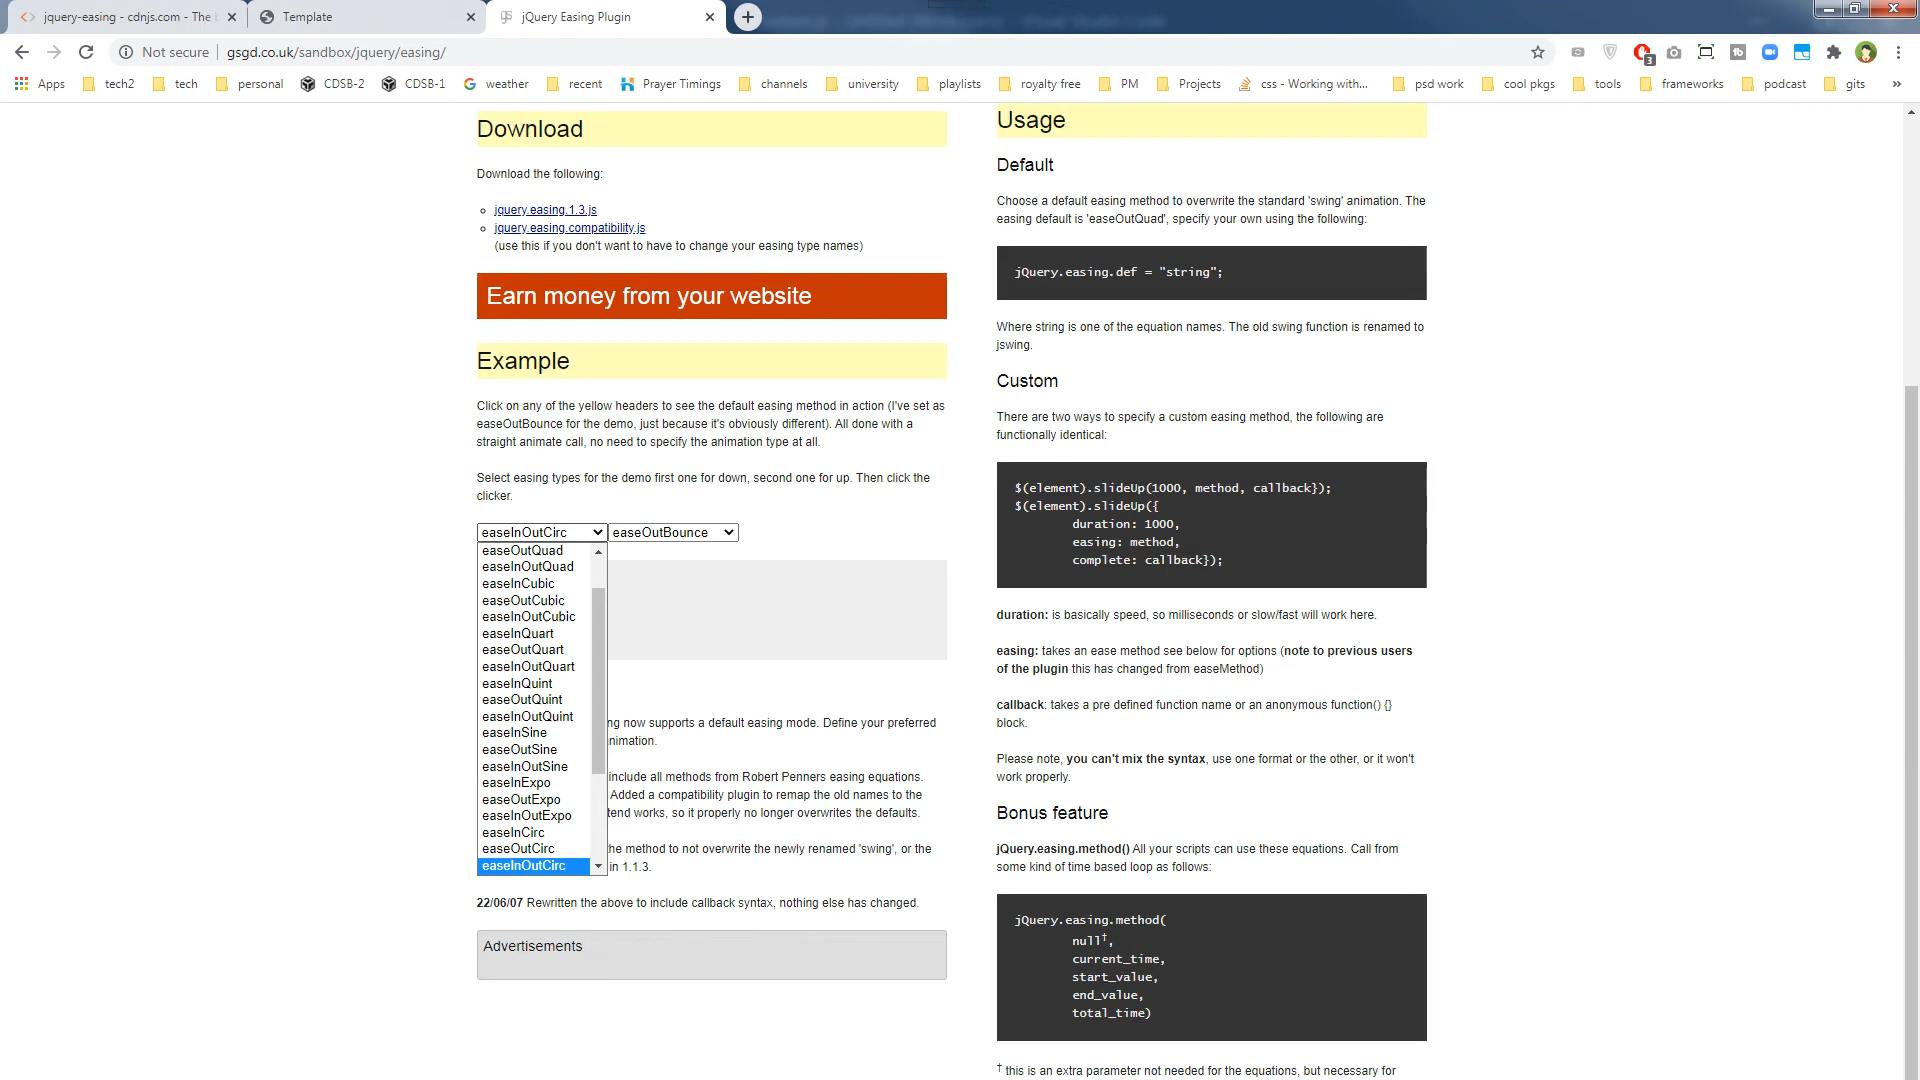 jquery-easing - cdnjs.com - The b
Template
jQuery Easing Plugin
Not secure
gsgd.co.uk/sandbox/jquery/easing/
3
Apps
tech2
tech
personal
CDSB-2
CDSB-1
weather
recent
Prayer Timings
channels
university
playlists
royalty free
PM
Projects
css - Working with...
psd work
cool pkgs
tools
frameworks
podcast
gits
»
Download
Download the following:
jquery.easing.1.3.js
jquery.easing.compatibility.js
(use this if you don't want to have to change your easing type names)
Earn money from your website
Example
Click on any of the yellow headers to see the default easing method in action (I've set as
easeOutBounce for the demo, just because it's obviously different). All done with a
straight animate call, no need to specify the animation type at all.
Select easing types for the demo first one for down, second one for up. Then click the
clicker.
easeInOutCirc
easeOutBounce
easeOutQuad
easeInOutQuad
easeInCubic
easeOutCubic
easeInOutCubic
easeInQuart
easeOutQuart
easeInOutQuart
easeInQuint
easeOutQuint
easeInOutQuint
easeInSine
easeOutSine
easeInOutSine
easeInExpo
easeOutExpo
easeInOutExpo
easeInCirc
easeOutCirc
easeInOutCirc
ng now supports a default easing mode. Define your preferred
nimation.
include all methods from Robert Penners easing equations.
Added a compatibility plugin to remap the old names to the
tend works, so it properly no longer overwrites the defaults.
he method to not overwrite the newly renamed 'swing', or the
in 1.1.3.
22/06/07 Rewritten the above to include callback syntax, nothing else has changed.
Advertisements
Usage
Default
Choose a default easing method to overwrite the standard 'swing' animation. The
easing default is 'easeOutQuad', specify your own using the following:
jQuery.easing.def = "string";
Where string is one of the equation names. The old swing function is renamed to
jswing.
Custom
There are two ways to specify a custom easing method, the following are
functionally identical:
$(element).slideUp(1000, method, callback});
$(element).slideUp({
duration: 1000,
easing: method,
complete: callback});
duration: is basically speed, so milliseconds or slow/fast will work here.
easing: takes an ease method see below for options (note to previous users
of the plugin this has changed from easeMethod)
callback: takes a pre defined function name or an anonymous function() {}
block.
Please note, you can't mix the syntax, use one format or the other, or it won't
work properly.
Bonus feature
jQuery.easing.method() All your scripts can use these equations. Call from
some kind of time based loop as follows:
jQuery.easing.method(
null†,
current_time,
start_value,
end_value,
total_time)
† this is an extra parameter not needed for the equations, but necessary for